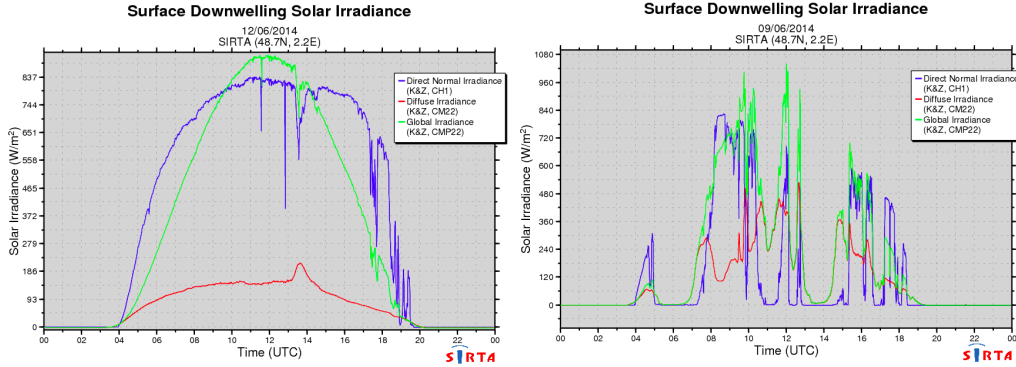 Surface Downwelling Solar Irradiance
12/06/2014
SIRTA (48.7N, 2.2E)
Solar Irradiance (W/m²)
837
744
651
558
465
372
279
186
93
0
Direct Normal Irradiance
(K&Z, CH1)
Diffuse Irradiance
(K&Z, CM22)
Global Irradiance
(K&Z, CMP22)
00 02 04 06 08 10 12 14 16 18 20 22 00
Time (UTC)
SIRTA
Surface Downwelling Solar Irradiance
09/06/2014
SIRTA (48.7N, 2.2E)
Solar Irradiance (W/m²)
1080
960
840
720
600
480
360
240
120
0
Direct Normal Irradiance
(K&Z, CH1)
Diffuse Irradiance
(K&Z, CM22)
Global Irradiance
(K&Z, CMP22)
00 02 04 06 08 10 12 14 16 18 20 22 00
Time (UTC)
SIRTA